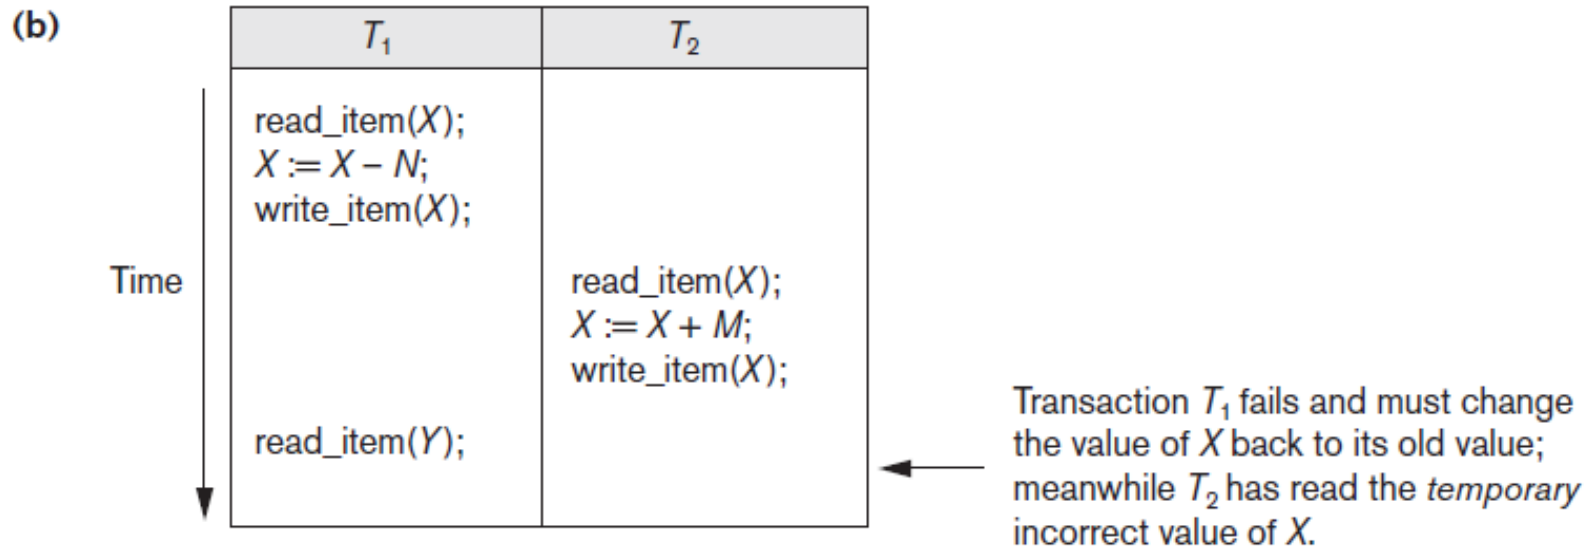 (b)
T₁ T₂
read_item(X);
X := X – N;
write_item(X);
Time
read_item(X);
X := X + M;
write_item(X);
read_item(Y);
Transaction T₁ fails and must change
the value of X back to its old value;
meanwhile T₂ has read the temporary
incorrect value of X.